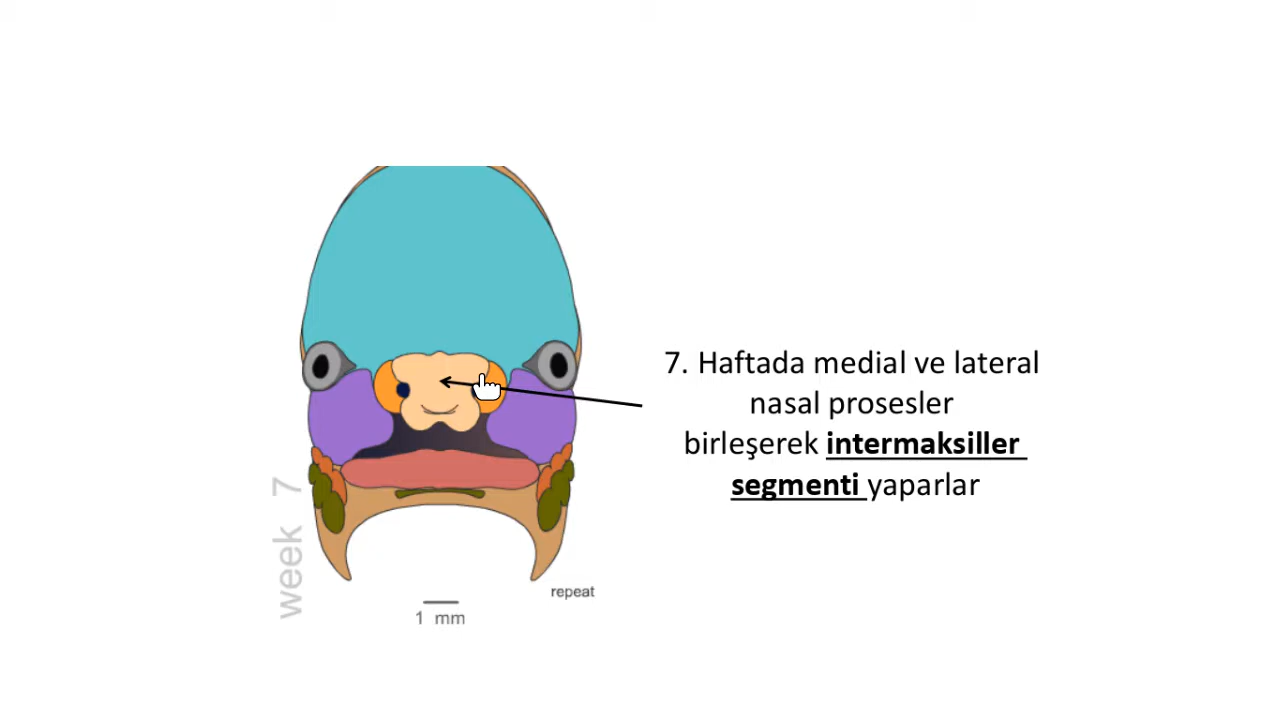 7. Haftada medial ve lateral
nasal prosesler
birleşerek intermaksiller
segmenti yaparlar
week 7
repeat
1 mm